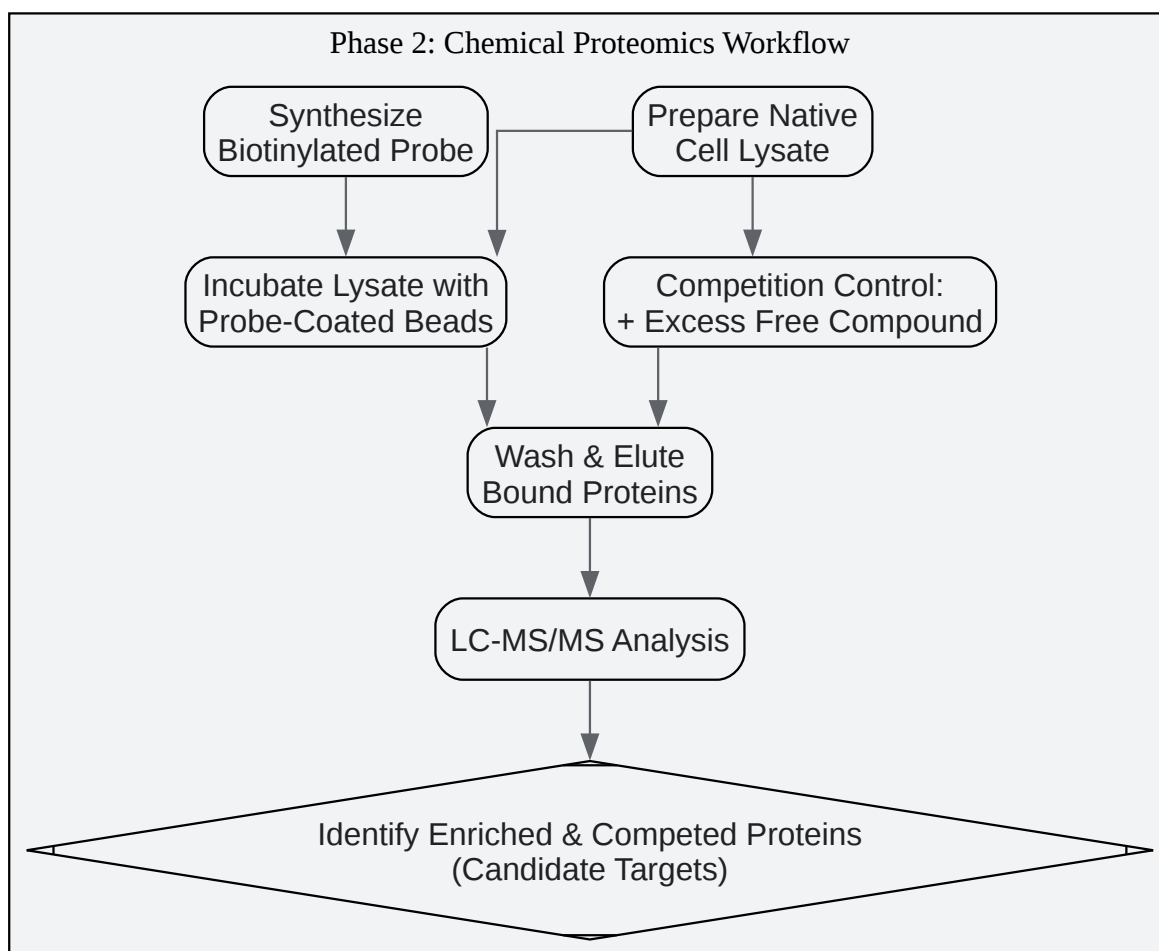 Phase 2: Chemical Proteomics Workflow
Synthesize
Biotinylated Probe
Prepare Native
Cell Lysate
Incubate Lysate with
Probe-Coated Beads
Competition Control:
+ Excess Free Compound
Wash & Elute
Bound Proteins
LC-MS/MS Analysis
Identify Enriched & Competed Proteins
(Candidate Targets)